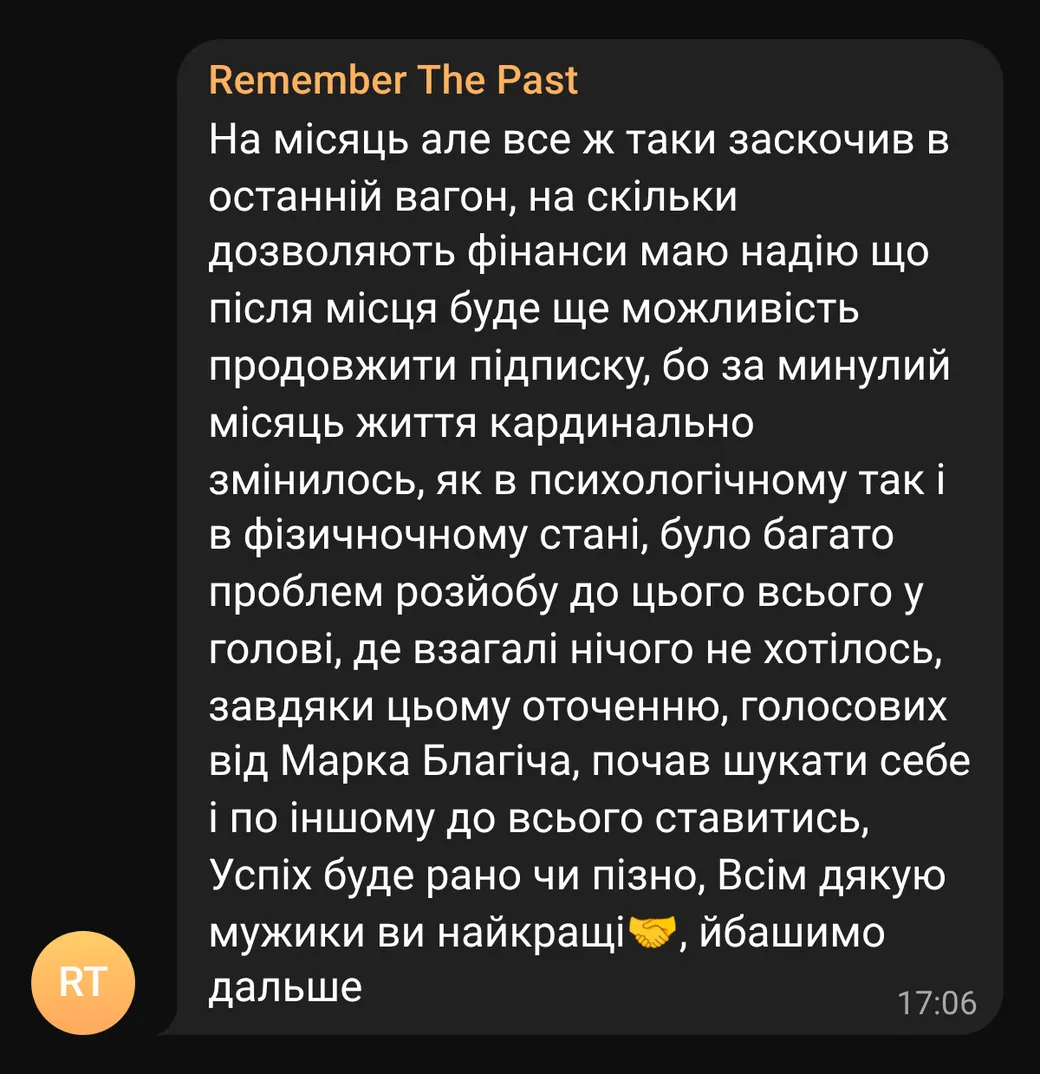 Remember The Past
На місяць але все ж таки заскочив в
останній вагон, на скільки
дозволяють фінанси маю надію що
після місця буде ще можливість
продовжити підписку, бо за минулий
місяць життя кардинально
змінилось, як в психологічному так і
в фізичночному стані, було багато
проблем розйобу до цього всього у
голові, де взагалі нічого не хотілось,
завдяки цьому оточенню, голосових
від Марка Благіча, почав шукати себе
і по іншому до всього ставитись,
Успіх буде рано чи пізно, Всім дякую
мужики ви найкращі🤝, йбашимо
дальше
17:06
RT